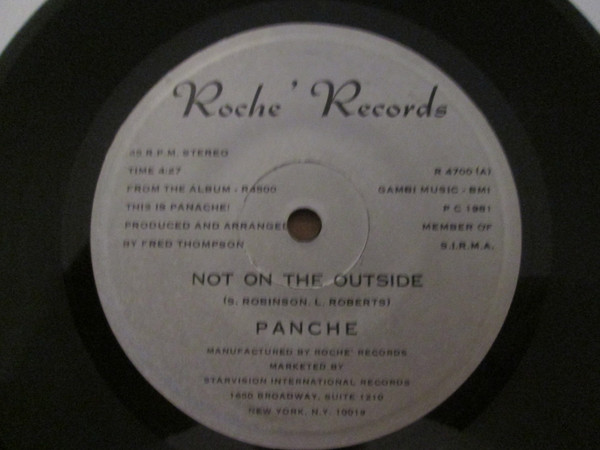 Roche' Records
45 R.P.M. STEREO
TIME 4:27
FROM THE ALBUM - R4500
THIS IS PANACHE!
PRODUCED AND ARRANGED
BY FRED THOMPSON
R 4700 (A)
GAMBI MUSIC - BMI
P C 1981
MEMBER OF
S.I.R.M.A.
NOT ON THE OUTSIDE
(S. ROBINSON, L. ROBERTS)
PANCHE
MANUFACTURED BY ROCHE' RECORDS
MARKETED BY
STARVISION INTERNATIONAL RECORDS
1650 BROADWAY, SUITE 1210
NEW YORK, N.Y. 10019